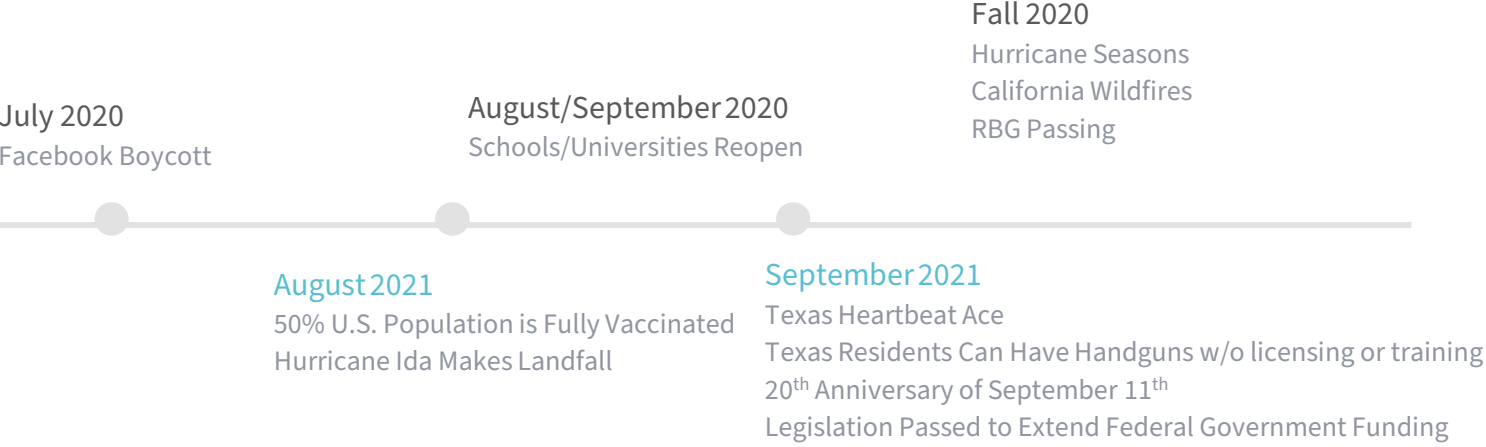 Fall 2020
Hurricane Seasons
California Wildfires
RBG Passing
July 2020
Facebook Boycott
August/September 2020
Schools/Universities Reopen
August 2021
50% U.S. Population is Fully Vaccinated
Hurricane Ida Makes Landfall
September 2021
Texas Heartbeat Ace
Texas Residents Can Have Handguns w/o licensing or training
20th Anniversary of September 11th
Legislation Passed to Extend Federal Government Funding